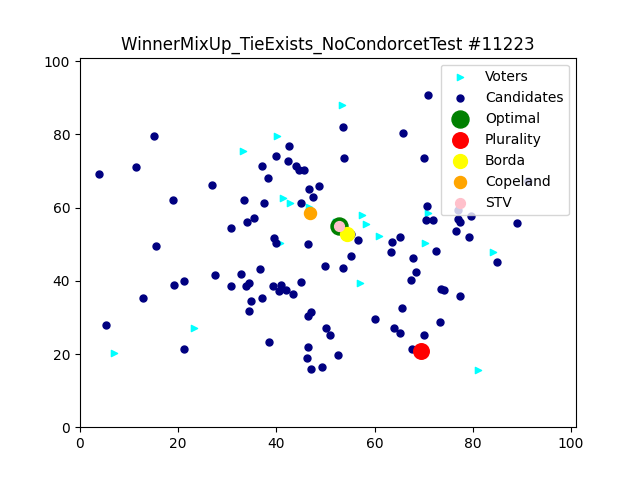 WinnerMixUp_TieExists_NoCondorcetTest #11223
100
80
60
40
20
0
0
20
40
60
80
100
Voters
Candidates
Optimal
Plurality
Borda
Copeland
STV